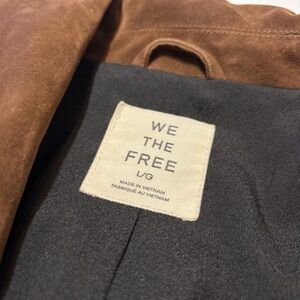 WE
THE
FREE
L/G
MADE IN VIETNAM
FABRIQUÉ AU VIETNAM